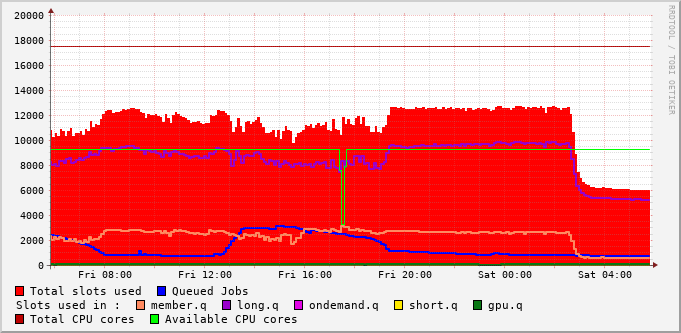 RRDTOOL / TOBI OETIKER
20000
18000
16000
14000
12000
10000
8000
6000
4000
2000
0
Fri 08:00 Fri 12:00 Fri 16:00 Fri 20:00 Sat 00:00 Sat 04:00
Total slots used Queued Jobs
Slots used in : member.q long.q ondemand.q short.q gpu.q
Total CPU cores Available CPU cores